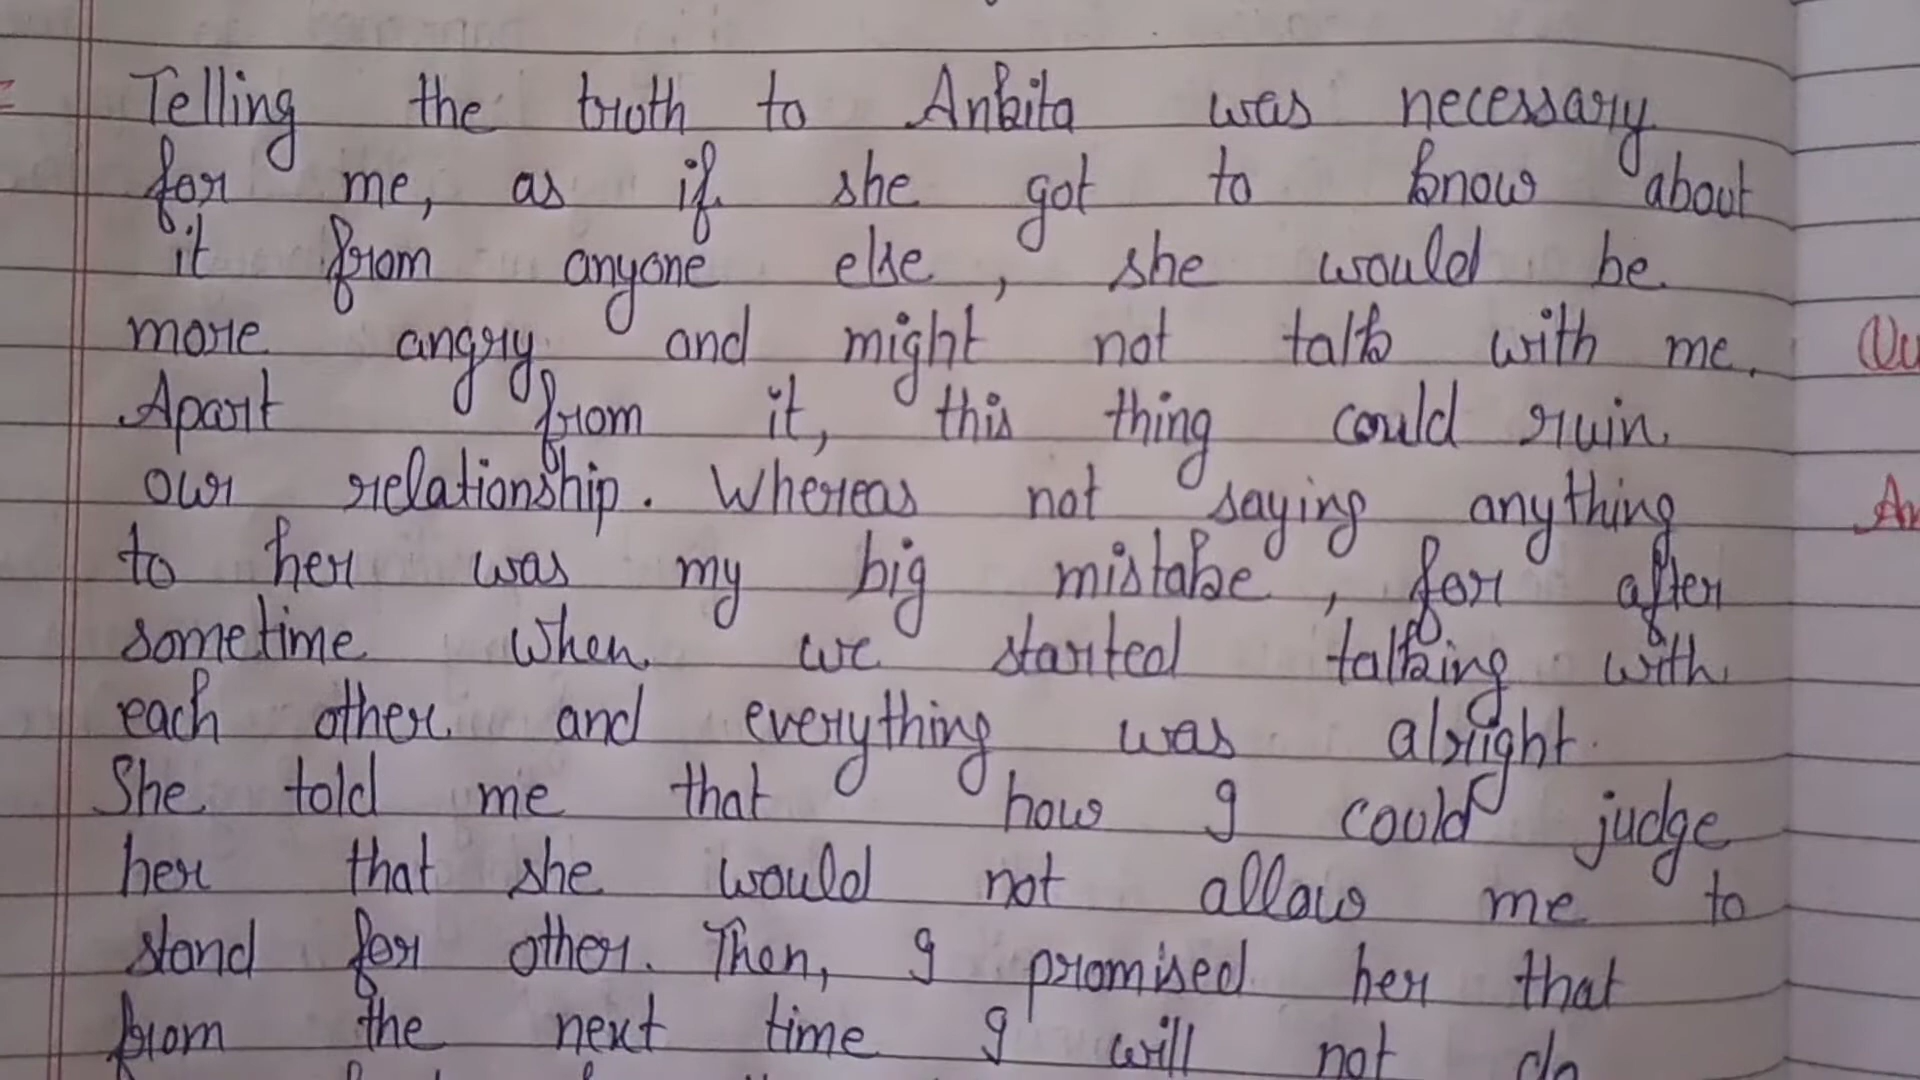 Telling the truth to Ankita was necessary
for me, as if she got to know about
it from anyone else, she would be
more angry and might not talk with me.
Apart from it, this thing could ruin
our relationship. Whereas not saying anything
to her was my big mistake, for after
sometime when we started talking with
each other and everything was alright.
She told me that how I could judge
her that she would not allow me to
stand for other. Then, I promised her that
from the next time I will not do